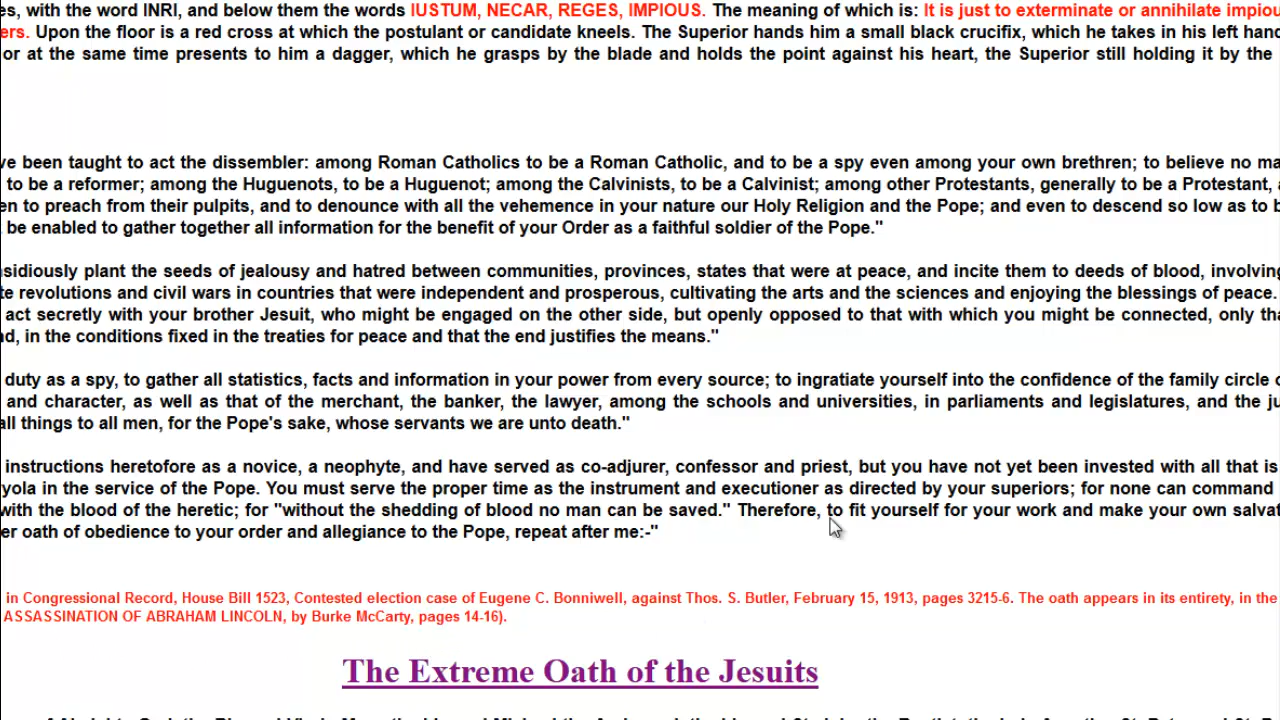 es, with the word INRI, and below them the words IUSTUM, NECAR, REGES, IMPIOUS. The meaning of which is: It is just to exterminate or annihilate impiou
ers. Upon the floor is a red cross at which the postulant or candidate kneels. The Superior hands him a small black crucifix, which he takes in his left hand
or at the same time presents to him a dagger, which he grasps by the blade and holds the point against his heart, the Superior still holding it by the
ve been taught to act the dissembler: among Roman Catholics to be a Roman Catholic, and to be a spy even among your own brethren; to believe no ma
to be a reformer; among the Huguenots, to be a Huguenot; among the Calvinists, to be a Calvinist; among other Protestants, generally to be a Protestant, a
en to preach from their pulpits, and to denounce with all the vehemence in your nature our Holy Religion and the Pope; and even to descend so low as to b
be enabled to gather together all information for the benefit of your Order as a faithful soldier of the Pope."
nsidiously plant the seeds of jealousy and hatred between communities, provinces, states that were at peace, and incite them to deeds of blood, involving
te revolutions and civil wars in countries that were independent and prosperous, cultivating the arts and the sciences and enjoying the blessings of peace.
act secretly with your brother Jesuit, who might be engaged on the other side, but openly opposed to that with which you might be connected, only tha
nd, in the conditions fixed in the treaties for peace and that the end justifies the means."
duty as a spy, to gather all statistics, facts and information in your power from every source; to ingratiate yourself into the confidence of the family circle o
and character, as well as that of the merchant, the banker, the lawyer, among the schools and universities, in parliaments and legislatures, and the ju
all things to all men, for the Pope's sake, whose servants we are unto death."
instructions heretofore as a novice, a neophyte, and have served as co-adjurer, confessor and priest, but you have not yet been invested with all that is
yola in the service of the Pope. You must serve the proper time as the instrument and executioner as directed by your superiors; for none can command
with the blood of the heretic; for "without the shedding of blood no man can be saved." Therefore, to fit yourself for your work and make your own salvat
er oath of obedience to your order and allegiance to the Pope, repeat after me:-"
in Congressional Record, House Bill 1523, Contested election case of Eugene C. Bonniwell, against Thos. S. Butler, February 15, 1913, pages 3215-6. The oath appears in its entirety, in the
ASSASSINATION OF ABRAHAM LINCOLN, by Burke McCarty, pages 14-16).
The Extreme Oath of the Jesuits